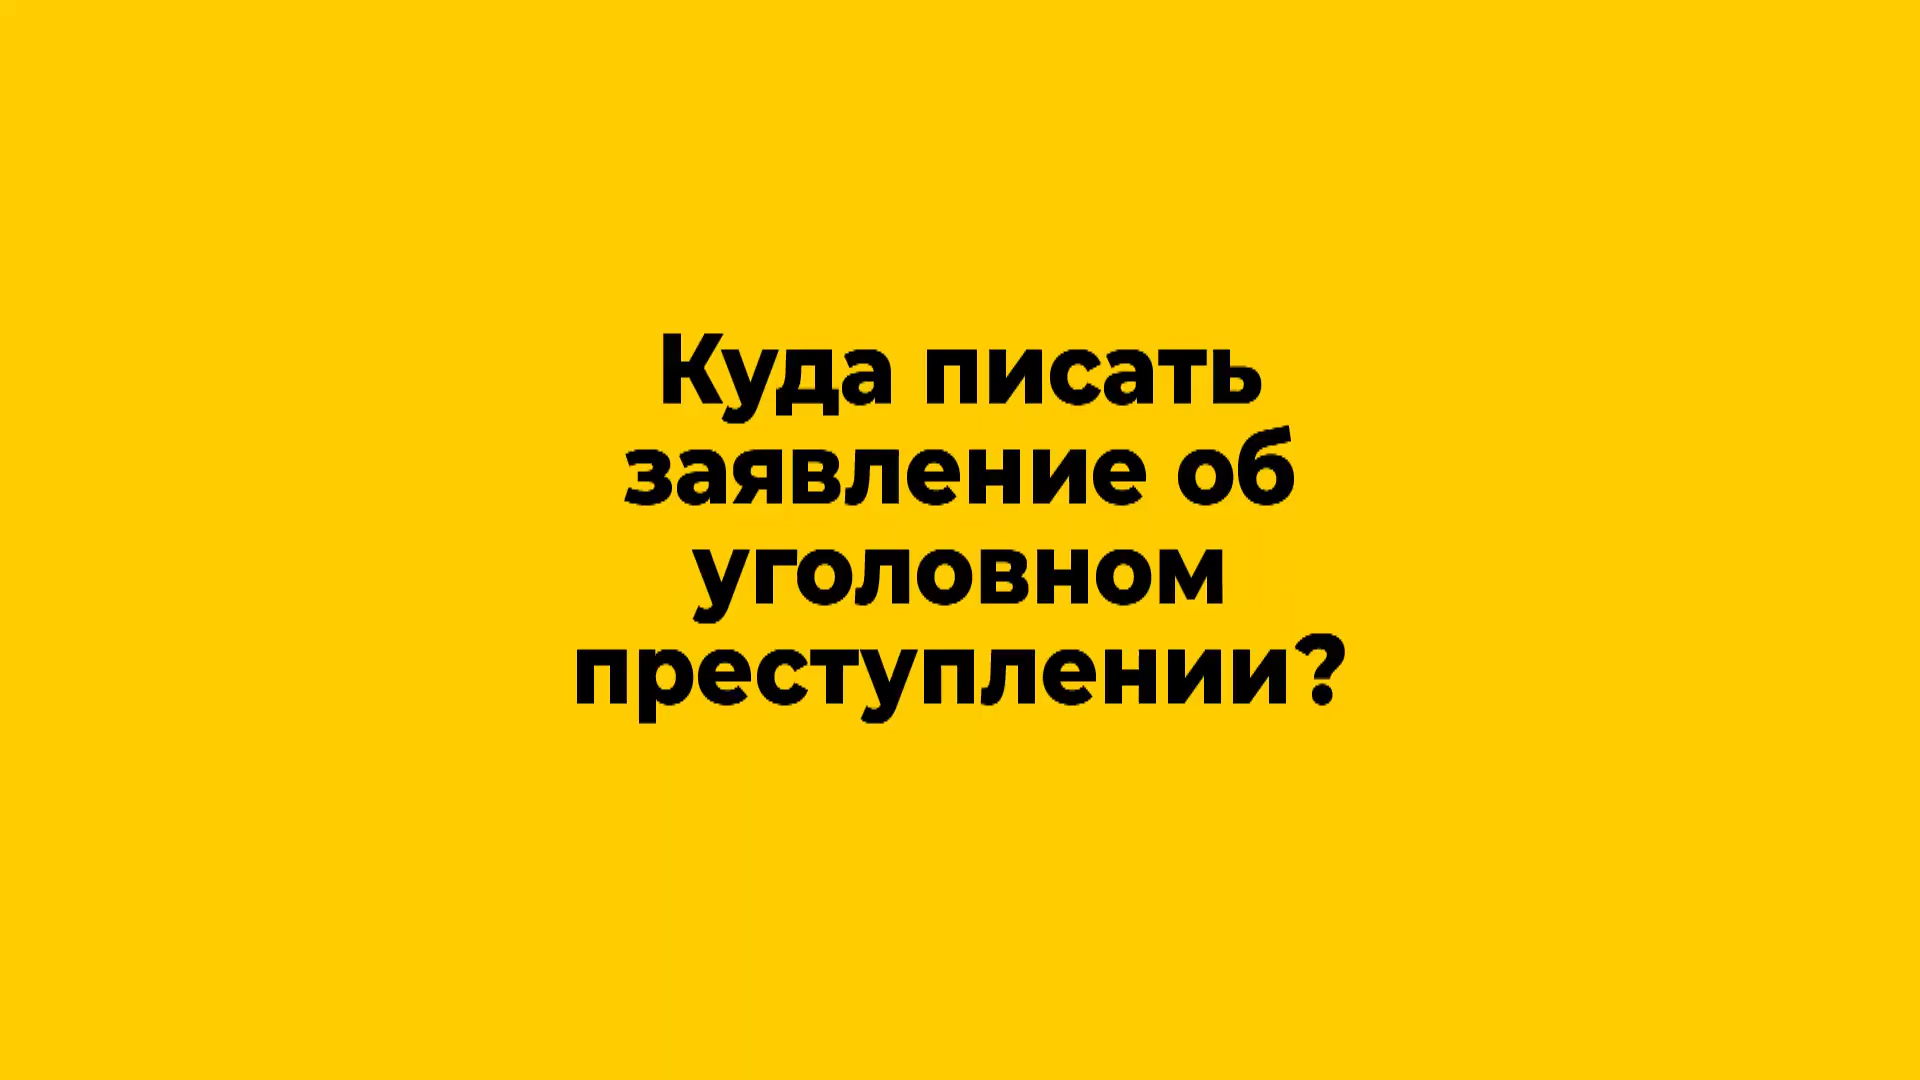 Куда писать
заявление об
уголовном
преступлении?